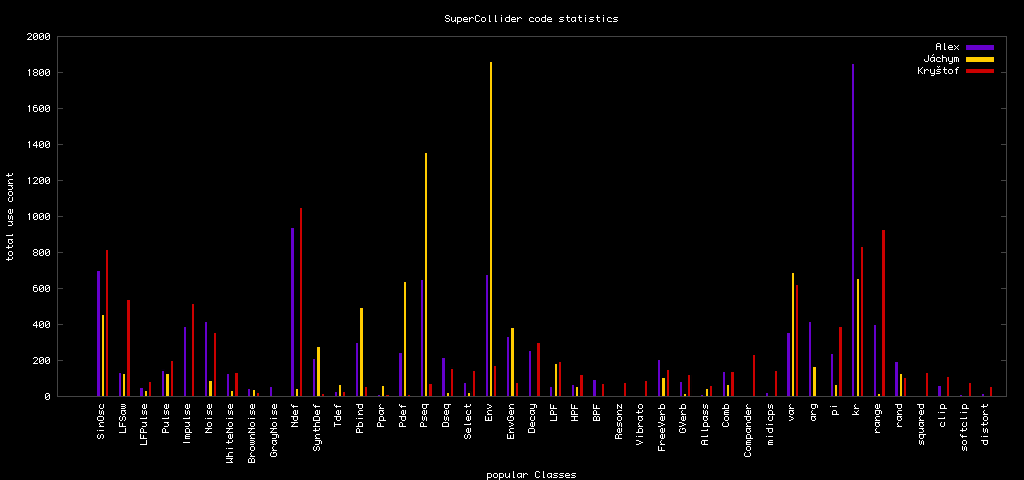 SuperCollider code statistics
2000
1800
1600
1400
1200
1000
800
600
400
200
0
total use count
Alex
Jáchym
Kryštof
SinOsc
LFSaw
LFPulse
Pulse
Impulse
Noise
WhiteNoise
BrownNoise
GrayNoise
Ndef
SynthDef
Tdef
Pbind
Ppar
Pdef
Pseq
Dseq
Select
Env
EnvGen
Decay
LPF
HPF
BPF
Resonz
Vibrato
FreeVerb
GVerb
Allpass
Comb
Compander
midicps
var
arg
pi
kr
range
rand
squared
clip
softclip
distort
popular Classes